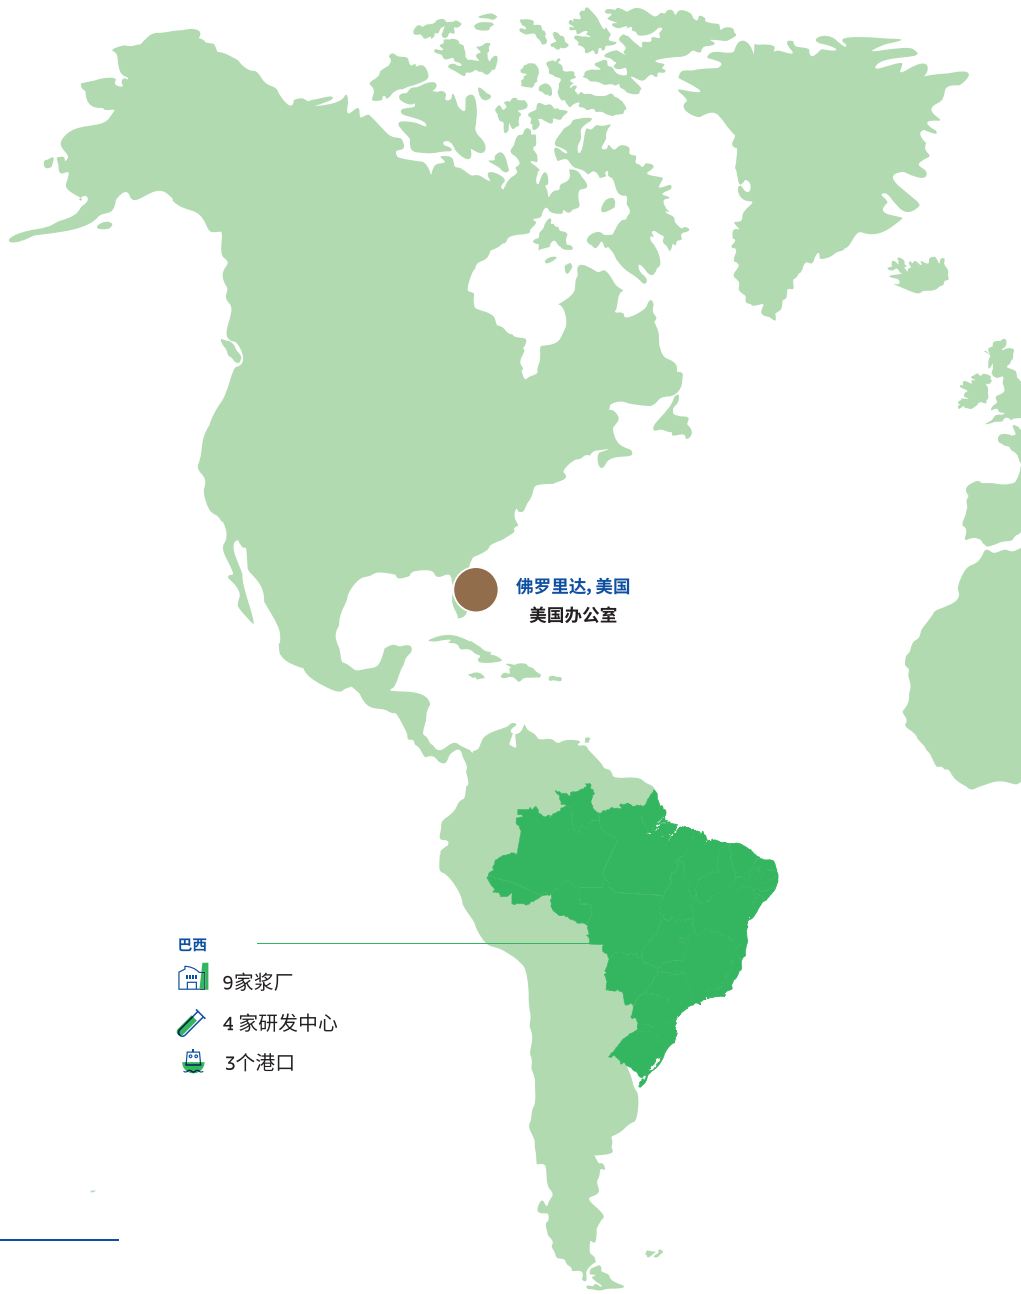 佛罗里达, 美国
美国办公室
巴西
9家浆厂
4 家研发中心
3个港口